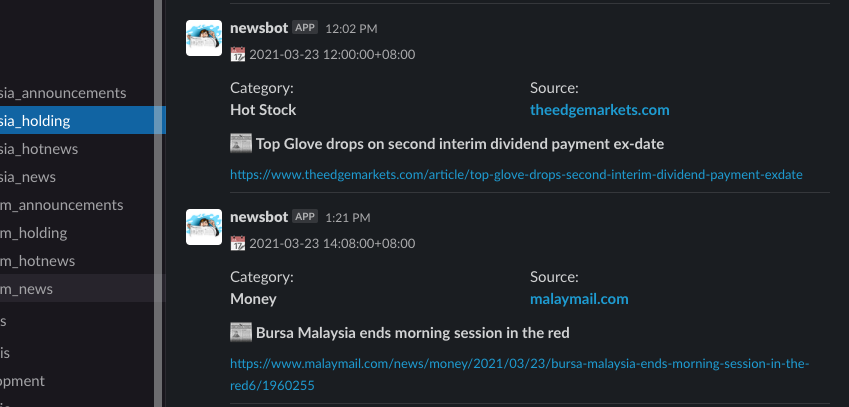 sia_announcements
sia_holding
sia_hotnews
sia_news
m_announcements
m_holding
m_hotnews
m_news
s
is
opment
newsbot APP 12:02 PM
2021-03-23 12:00:00+08:00
Category: Source:
Hot Stock theedgemarkets.com
Top Glove drops on second interim dividend payment ex-date
https://www.theedgemarkets.com/article/top-glove-drops-second-interim-dividend-payment-exdate
newsbot APP 1:21 PM
2021-03-23 14:08:00+08:00
Category: Source:
Money malaymail.com
Bursa Malaysia ends morning session in the red
https://www.malaymail.com/news/money/2021/03/23/bursa-malaysia-ends-morning-session-in-the-
red6/1960255